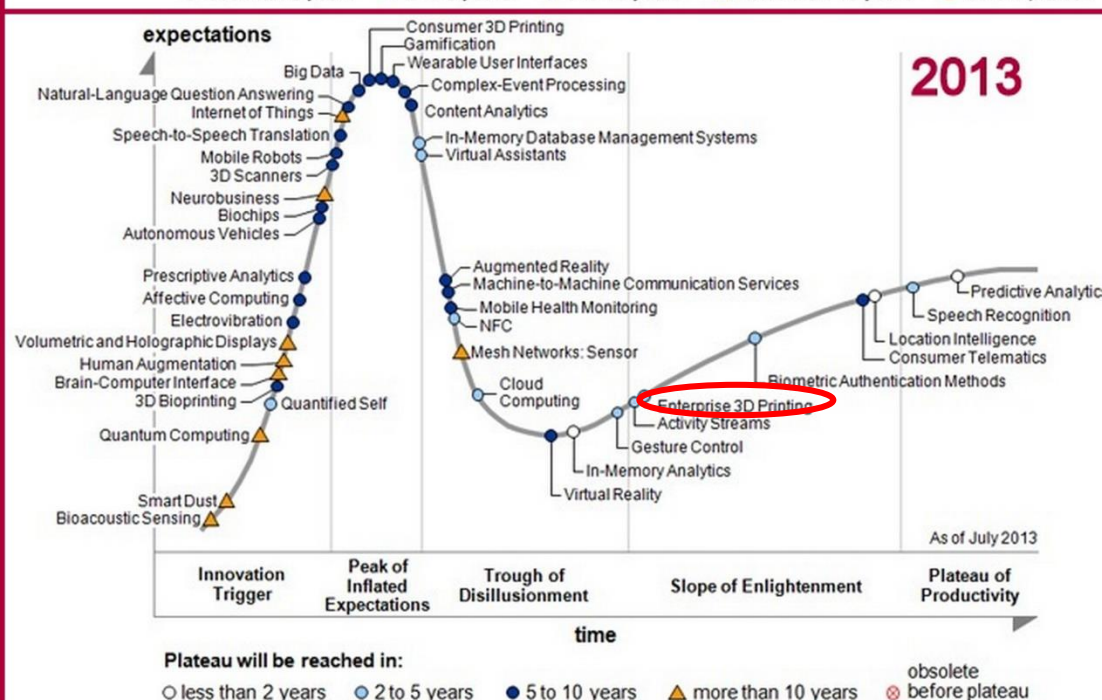 expectations
2013
Consumer 3D Printing
Gamification
Wearable User Interfaces
Big Data
Complex-Event Processing
Natural-Language Question Answering
Content Analytics
Internet of Things
Speech-to-Speech Translation
In-Memory Database Management Systems
Mobile Robots
Virtual Assistants
3D Scanners
Neurobusiness
Biochips
Autonomous Vehicles
Augmented Reality
Prescriptive Analytics
Machine-to-Machine Communication Services
Affective Computing
Mobile Health Monitoring
Electrovibration
NFC
Volumetric and Holographic Displays
Mesh Networks: Sensor
Human Augmentation
Brain-Computer Interface
3D Bioprinting
Quantified Self
Cloud
Computing
Quantum Computing
Smart Dust
Bioacoustic Sensing
Predictive Analytic
Speech Recognition
Location Intelligence
Consumer Telematics
Biometric Authentication Methods
Enterprise 3D Printing
Activity Streams
Gesture Control
In-Memory Analytics
Virtual Reality
As of July 2013
Innovation
Trigger
Peak of
Inflated
Expectations
Trough of
Disillusionment
Slope of Enlightenment
Plateau of
Productivity
time
Plateau will be reached in:
less than 2 years
2 to 5 years
5 to 10 years
more than 10 years
obsolete
before plateau